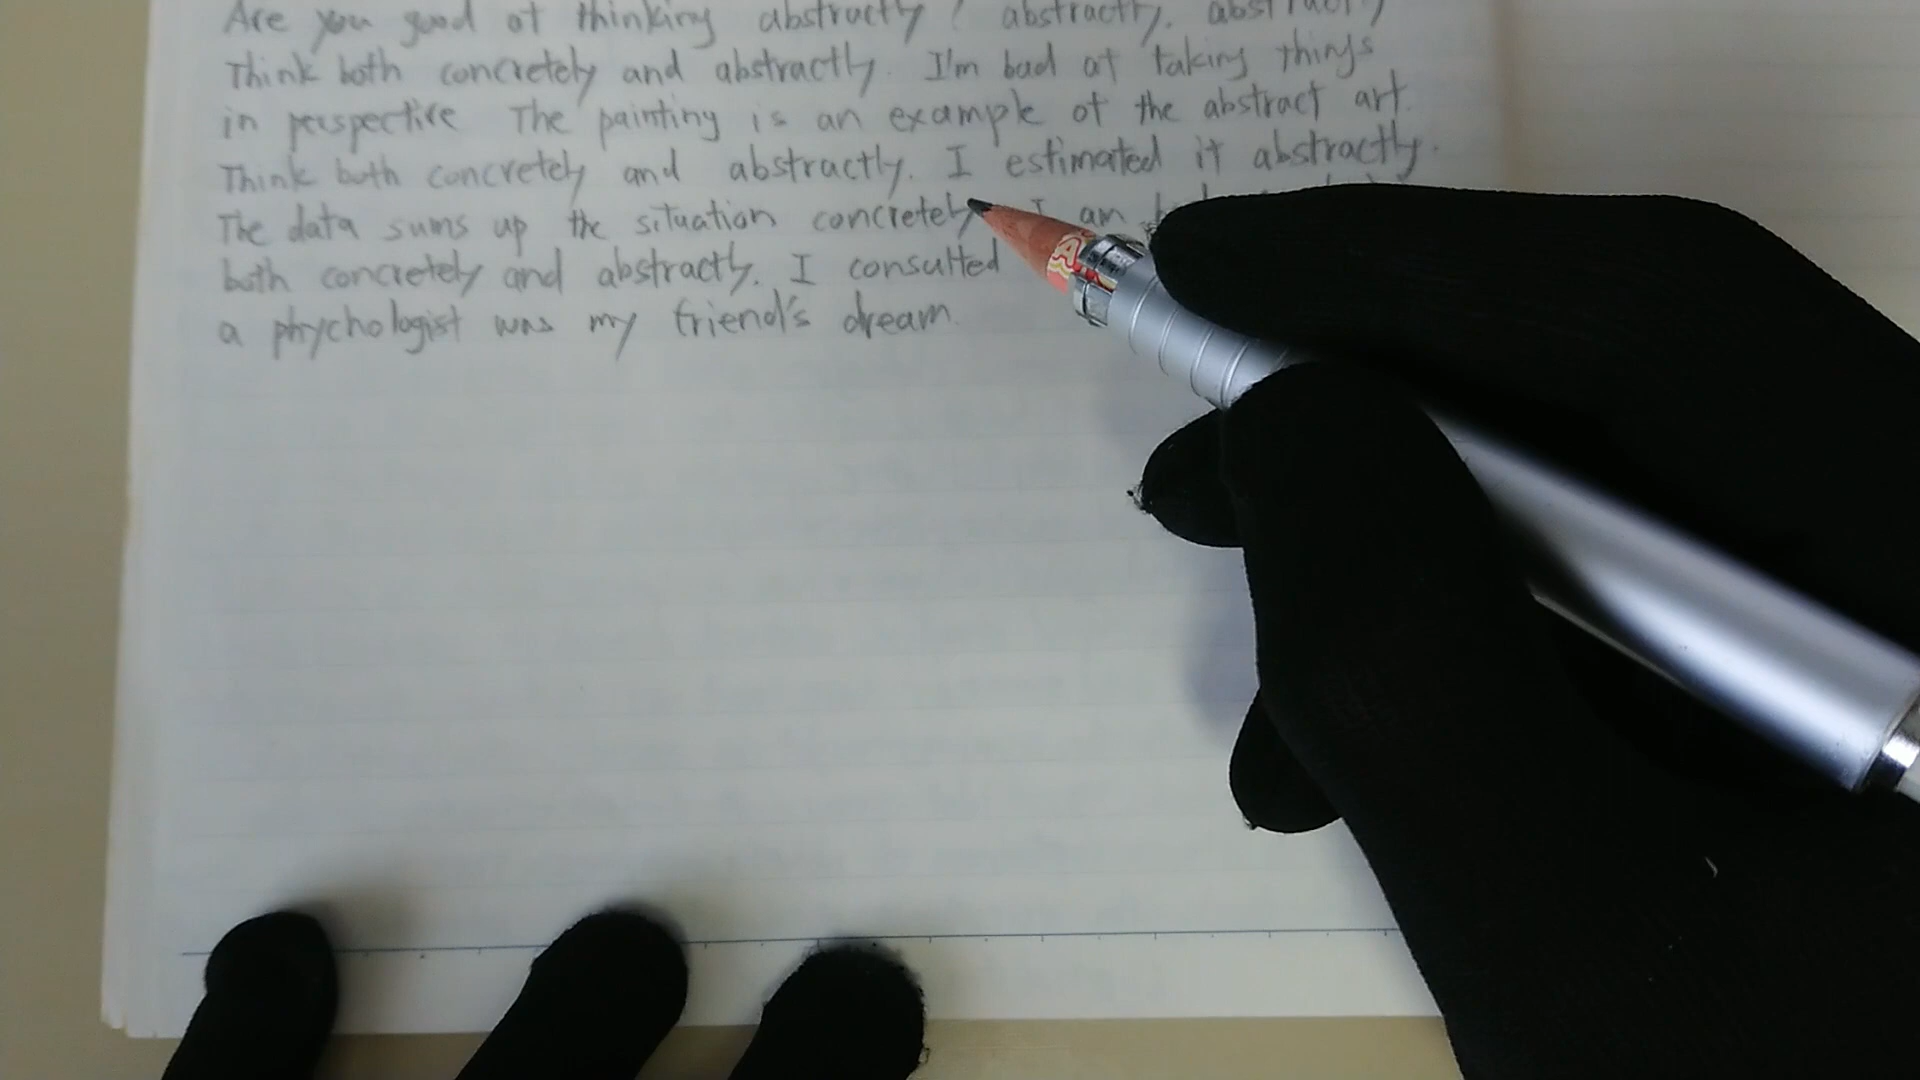 Are you good at thinking abstractly? abstractly. abstractly
Think both concretely and abstractly. I'm bad at taking things
in perspective The painting is an example of the abstract art.
Think both concretely and abstractly. I estimated it abstractly.
The data sums up the situation concretely I am
both concretely and abstractly. I consulted
a phychologist was my friend's dream.